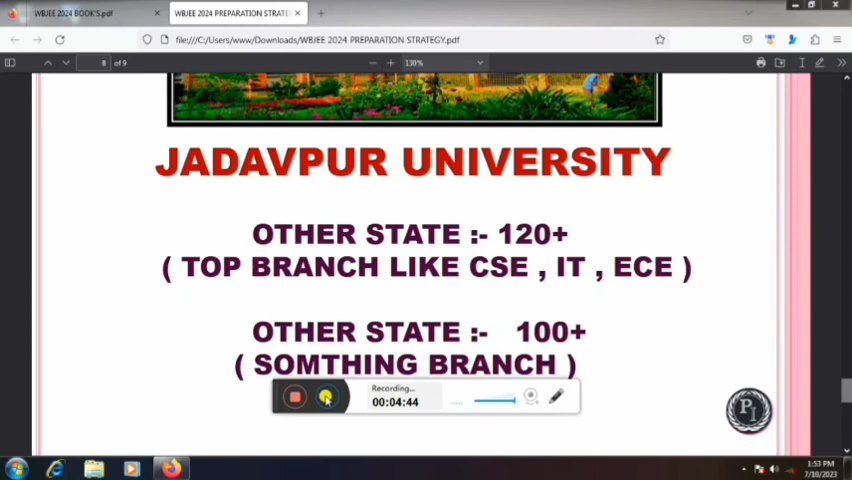 WBJEE 2024 BOOK'S.pdf
WBJEE 2024 PREPARATION STRATE
file:///C:/Users/www/Downloads/WBJEE 2024 PREPARATION STRATEGY.pdf
8 of 9
130%
JADAVPUR UNIVERSITY
OTHER STATE :- 120+
( TOP BRANCH LIKE CSE , IT , ECE )
OTHER STATE :- 100+
( SOMTHING BRANCH )
Recording...
00:04:44
PI
1:53 PM
7/10/2023